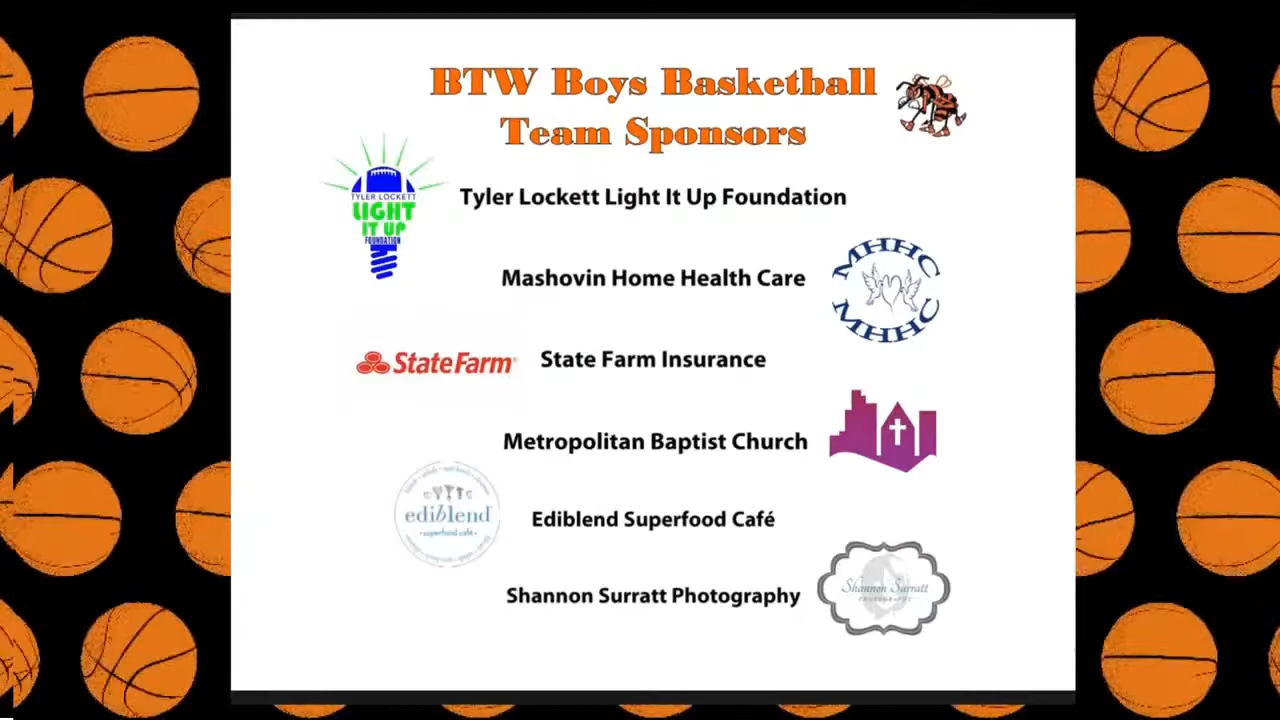 BTW Boys Basketball
Team Sponsors
TYLER LOCKETT
LIGHT
IT UP
FOUNDATION
Tyler Lockett Light It Up Foundation
Mashovin Home Health Care
MHHC
MHHC
StateFarm
State Farm Insurance
Metropolitan Baptist Church
ediblend
superfood café
Ediblend Superfood Café
Shannon Surratt Photography
Shannon Surratt
PHOTOGRAPHY